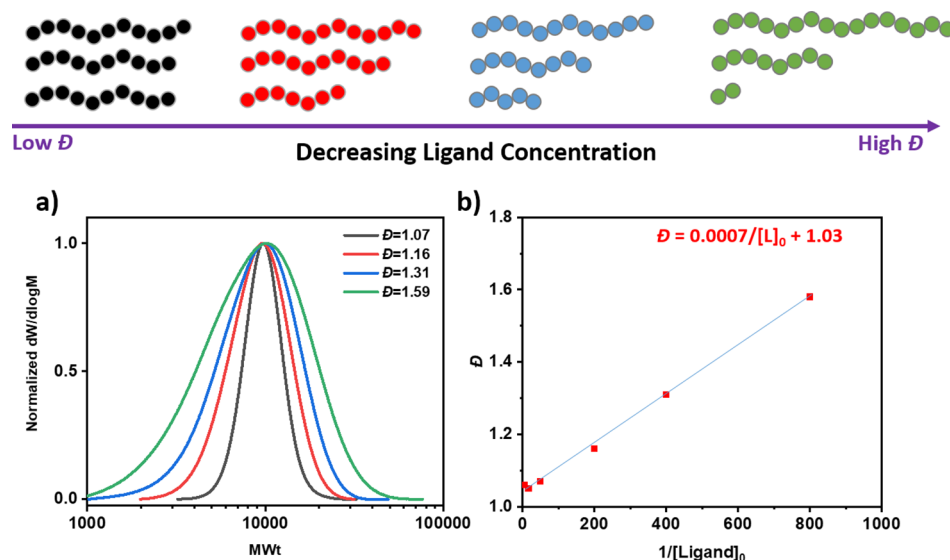 Low Đ
Decreasing Ligand Concentration
High Đ
a)
Normalized dW/dlogM
1.0
0.5
0.0
1000
10000
100000
MWt
Đ=1.07
Đ=1.16
Đ=1.31
Đ=1.59
b)
Đ = 0.0007/[L]₀ + 1.03
Đ
1.8
1.6
1.4
1.2
1.0
0
200
400
600
800
1000
1/[Ligand]₀